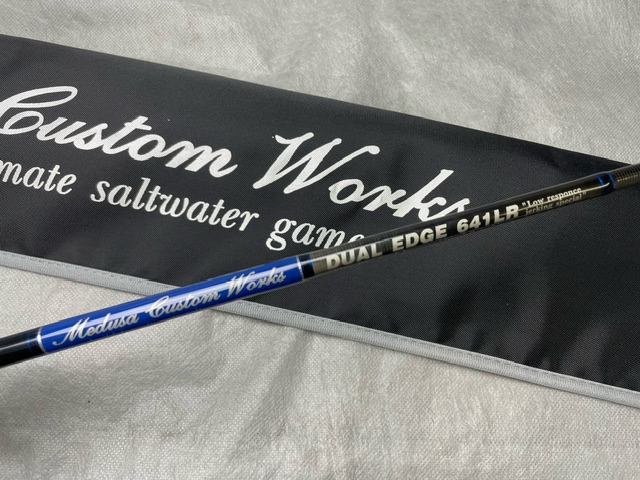 Custom Works
mate saltwater game
Medusa Custom Works
DUAL EDGE 641LR
"Low responce
jerking special"